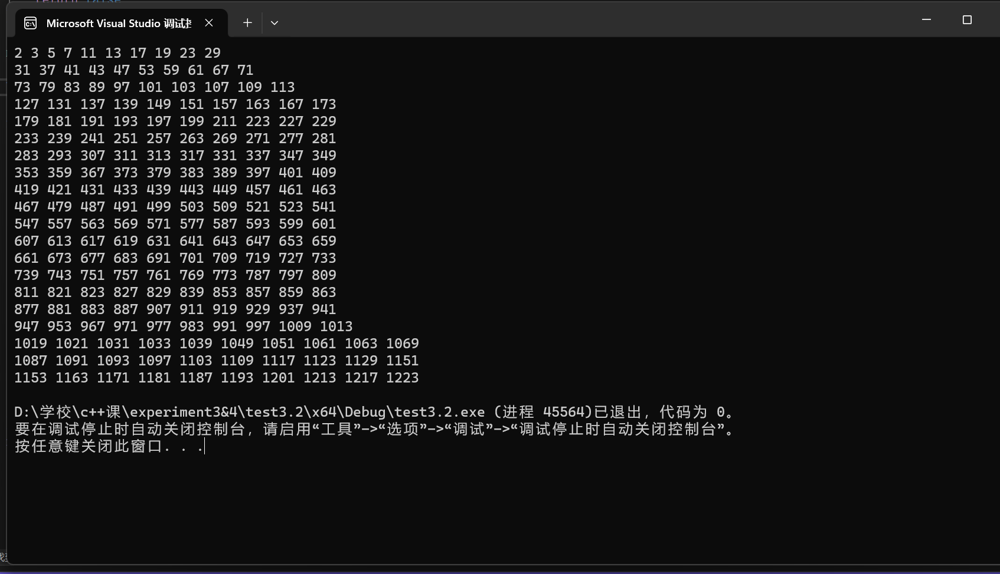 return false
Microsoft Visual Studio 调试
2 3 5 7 11 13 17 19 23 29
31 37 41 43 47 53 59 61 67 71
73 79 83 89 97 101 103 107 109 113
127 131 137 139 149 151 157 163 167 173
179 181 191 193 197 199 211 223 227 229
233 239 241 251 257 263 269 271 277 281
283 293 307 311 313 317 331 337 347 349
353 359 367 373 379 383 389 397 401 409
419 421 431 433 439 443 449 457 461 463
467 479 487 491 499 503 509 521 523 541
547 557 563 569 571 577 587 593 599 601
607 613 617 619 631 641 643 647 653 659
661 673 677 683 691 701 709 719 727 733
739 743 751 757 761 769 773 787 797 809
811 821 823 827 829 839 853 857 859 863
877 881 883 887 907 911 919 929 937 941
947 953 967 971 977 983 991 997 1009 1013
1019 1021 1031 1033 1039 1049 1051 1061 1063 1069
1087 1091 1093 1097 1103 1109 1117 1123 1129 1151
1153 1163 1171 1181 1187 1193 1201 1213 1217 1223
D:\学校\c++课\experiment3&4\test3.2\x64\Debug\test3.2.exe (进程 45564)已退出，代码为 0。
要在调试停止时自动关闭控制台，请启用“工具”->“选项”->“调试”->“调试停止时自动关闭控制台”。
按任意键关闭此窗口. . .